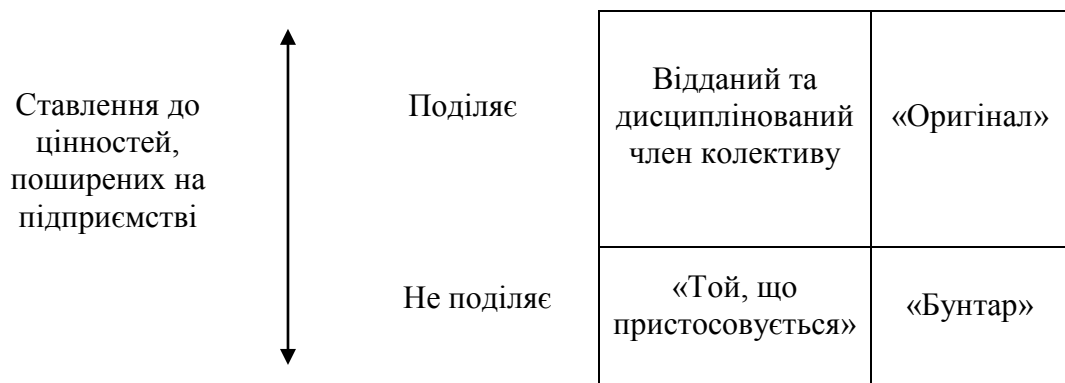 Ставлення до
цінностей,
поширених на
підприємстві
Поділяє
Відданий та
дисциплінований
член колективу
«Оригінал»
Не поділяє
«Той, що
пристосовується»
«Бунтар»